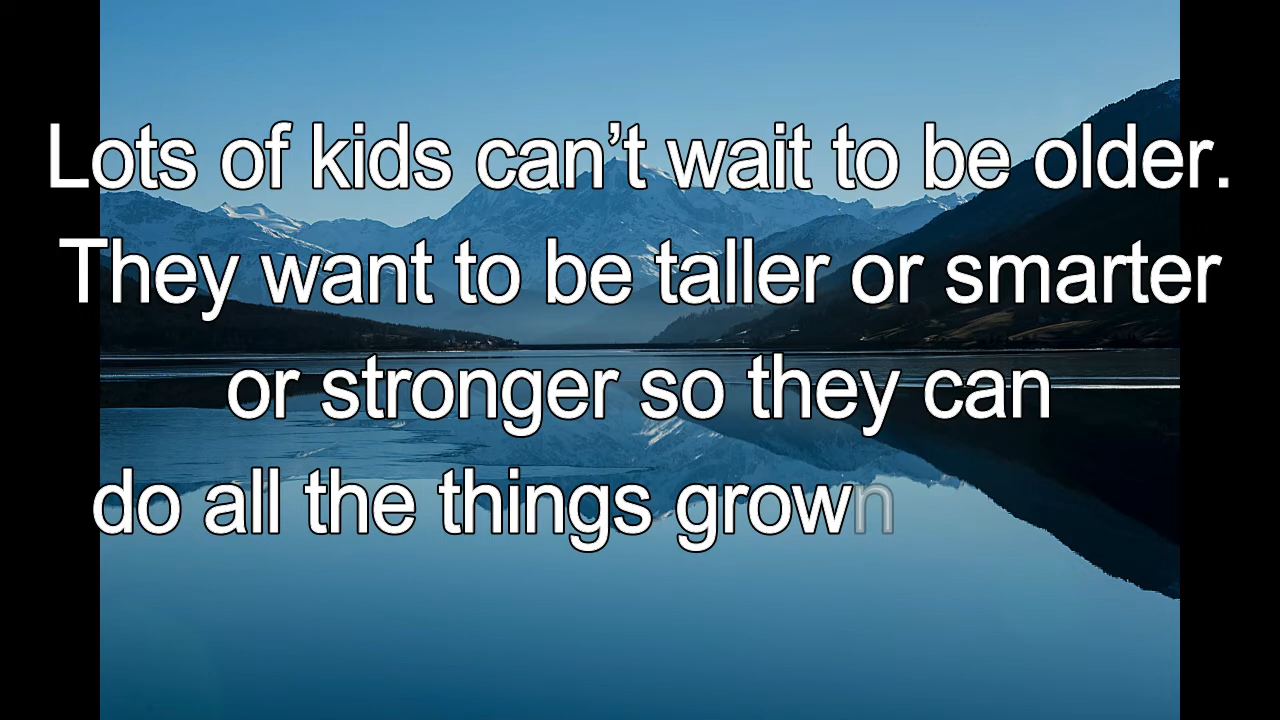 Lots of kids can’t wait to be older.
They want to be taller or smarter
or stronger so they can
do all the things grown